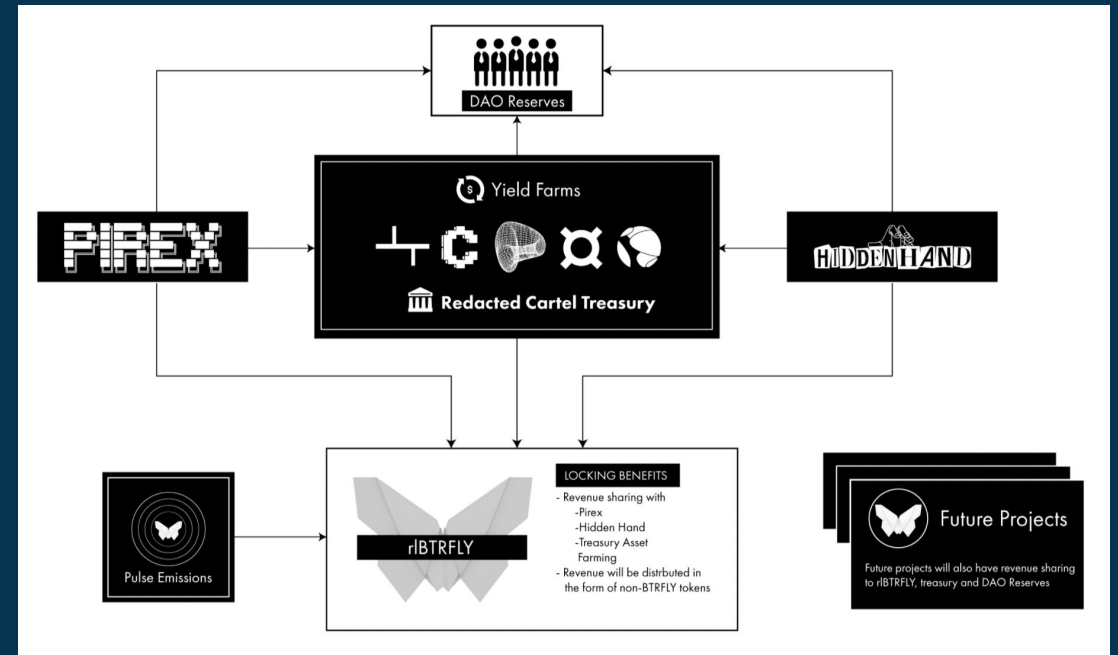 DAO Reserves
Yield Farms
PIREX
HIDDEN HAND
Redacted Cartel Treasury
LOCKING BENEFITS
- Revenue sharing with
-Pirex
-Hidden Hand
-Treasury Asset
Farming
- Revenue will be distrbuted in
the form of non-BTRFLY tokens
rlBTRFLY
Pulse Emissions
Future Projects
Future projects will also have revenue sharing
to rlBTRFLY, treasury and DAO Reserves